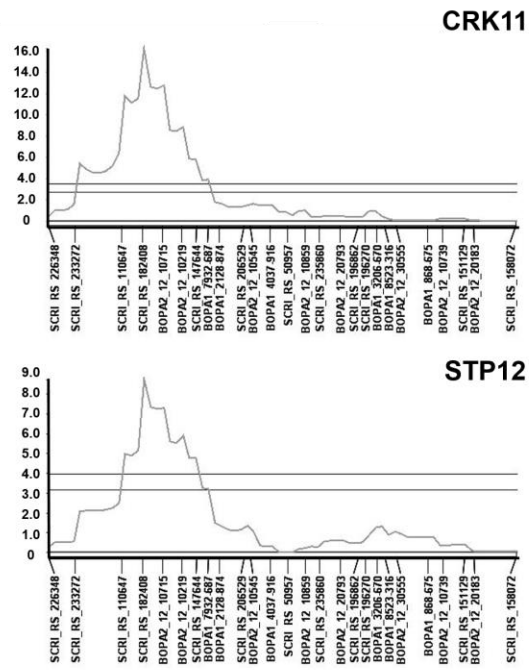 CRK11
16.0
14.0
12.0
10.0
8.0
6.0
4.0
2.0
0
SCRI_RS_226348
SCRI_RS_233272
SCRI_RS_110647
SCRI_RS_182408
BOPA2_12_10715
BOPA2_12_10219
SCRI_RS_147644
BOPA1_7932-687
BOPA1_2128-874
SCRI_RS_206529
BOPA2_12_10545
BOPA1_4037-916
SCRI_RS_50957
BOPA2_12_10859
SCRI_RS_235860
BOPA2_12_20793
SCRI_RS_196862
SCRI_RS_196270
BOPA1_3206-670
BOPA1_8523-316
BOPA2_12_30555
BOPA1_868-675
BOPA2_12_10739
SCRI_RS_151129
BOPA2_12_20183
SCRI_RS_158072
STP12
9.0
8.0
7.0
6.0
5.0
4.0
3.0
2.0
1.0
0
SCRI_RS_226348
SCRI_RS_233272
SCRI_RS_110647
SCRI_RS_182408
BOPA2_12_10715
BOPA2_12_10219
SCRI_RS_147644
BOPA1_7932-687
BOPA1_2128-874
SCRI_RS_206529
BOPA2_12_10545
BOPA1_4037-916
SCRI_RS_50957
BOPA2_12_10859
SCRI_RS_235860
BOPA2_12_20793
SCRI_RS_196862
SCRI_RS_196270
BOPA1_3206-670
BOPA1_8523-316
BOPA2_12_30555
BOPA1_868-675
BOPA2_12_10739
SCRI_RS_151129
BOPA2_12_20183
SCRI_RS_158072